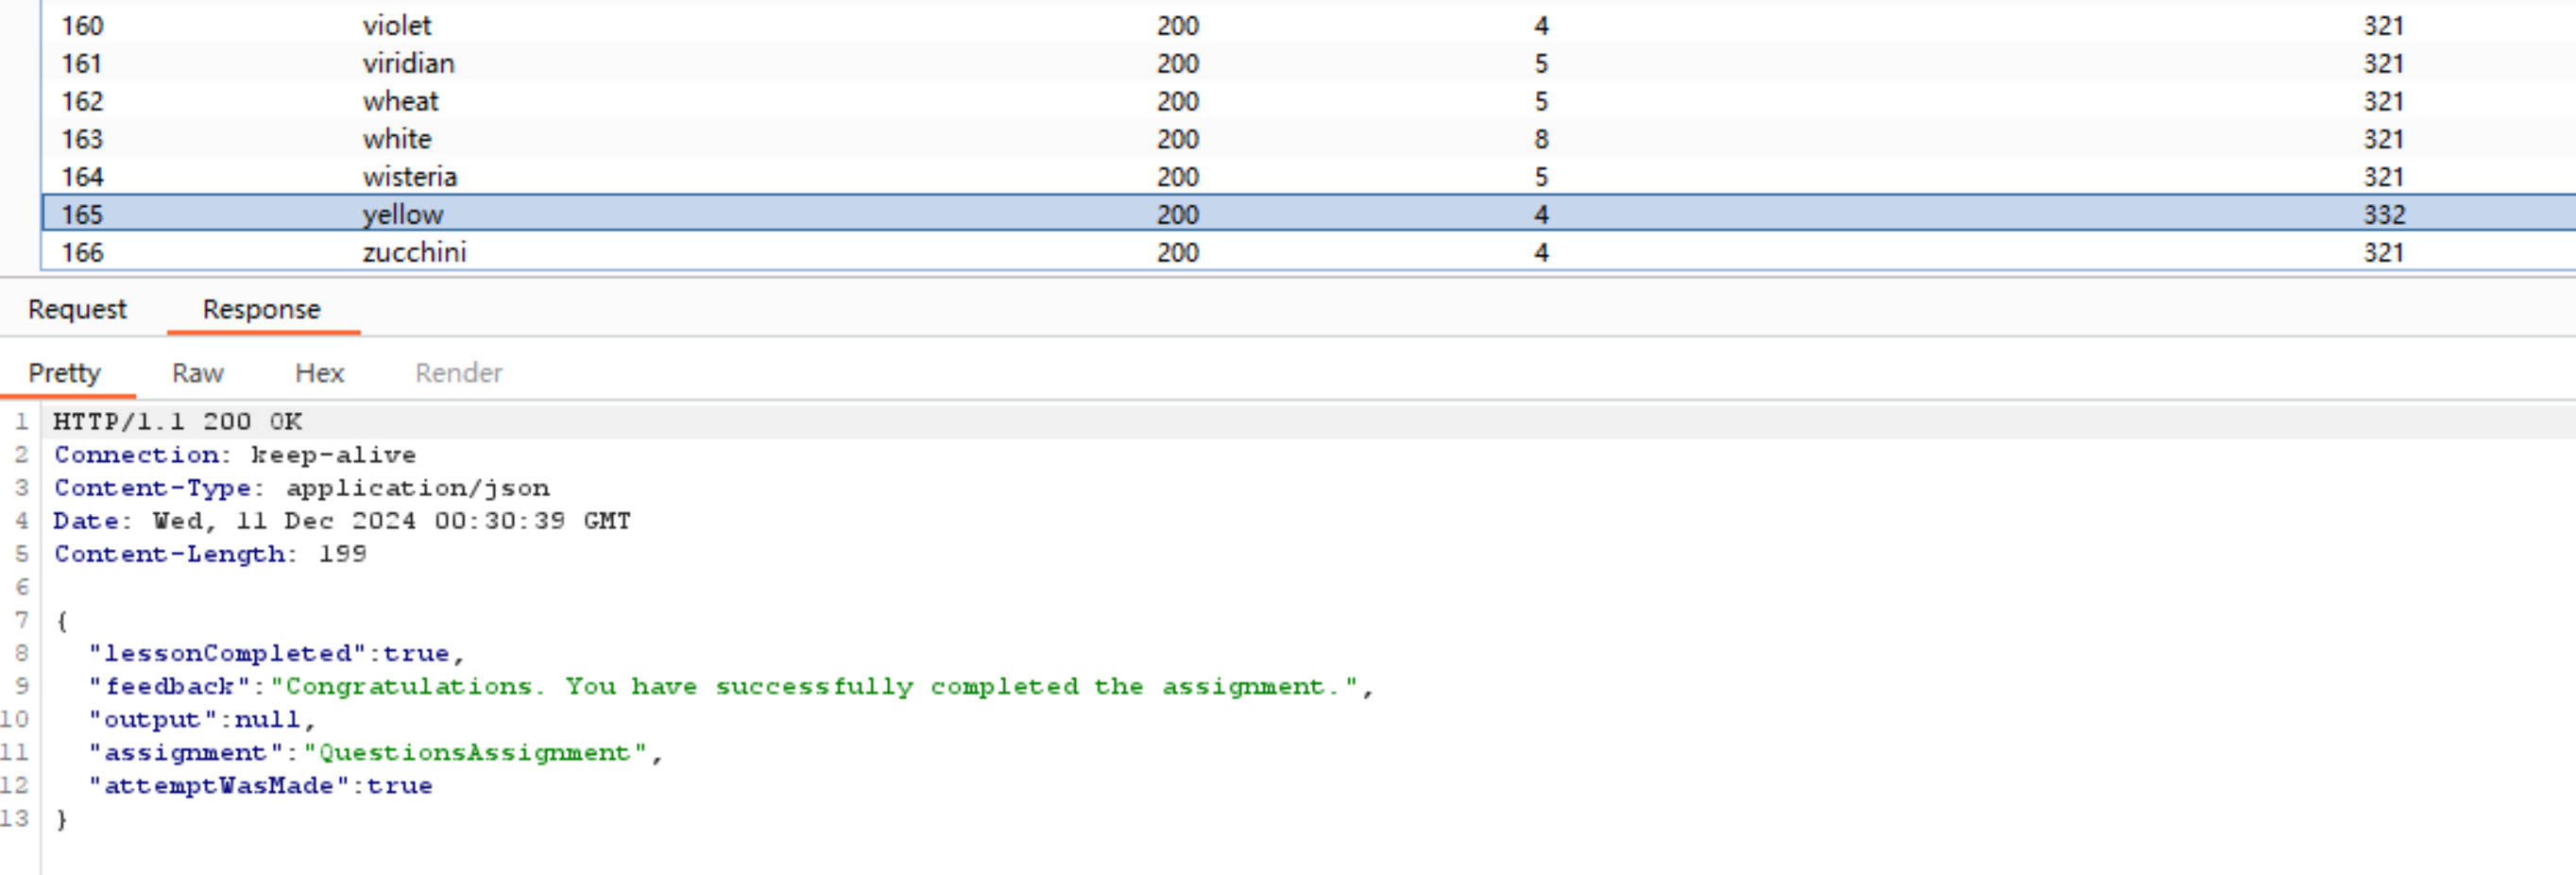 160 violet 200 4 321
161 viridian 200 5 321
162 wheat 200 5 321
163 white 200 8 321
164 wisteria 200 5 321
165 yellow 200 4 332
166 zucchini 200 4 321
Request Response
Pretty Raw Hex Render
1 HTTP/1.1 200 OK
2 Connection: keep-alive
3 Content-Type: application/json
4 Date: Wed, 11 Dec 2024 00:30:39 GMT
5 Content-Length: 199
6
7 {
8 "lessonCompleted":true,
9 "feedback":"Congratulations. You have successfully completed the assignment.",
10 "output":null,
11 "assignment":"QuestionsAssignment",
12 "attemptWasMade":true
13 }